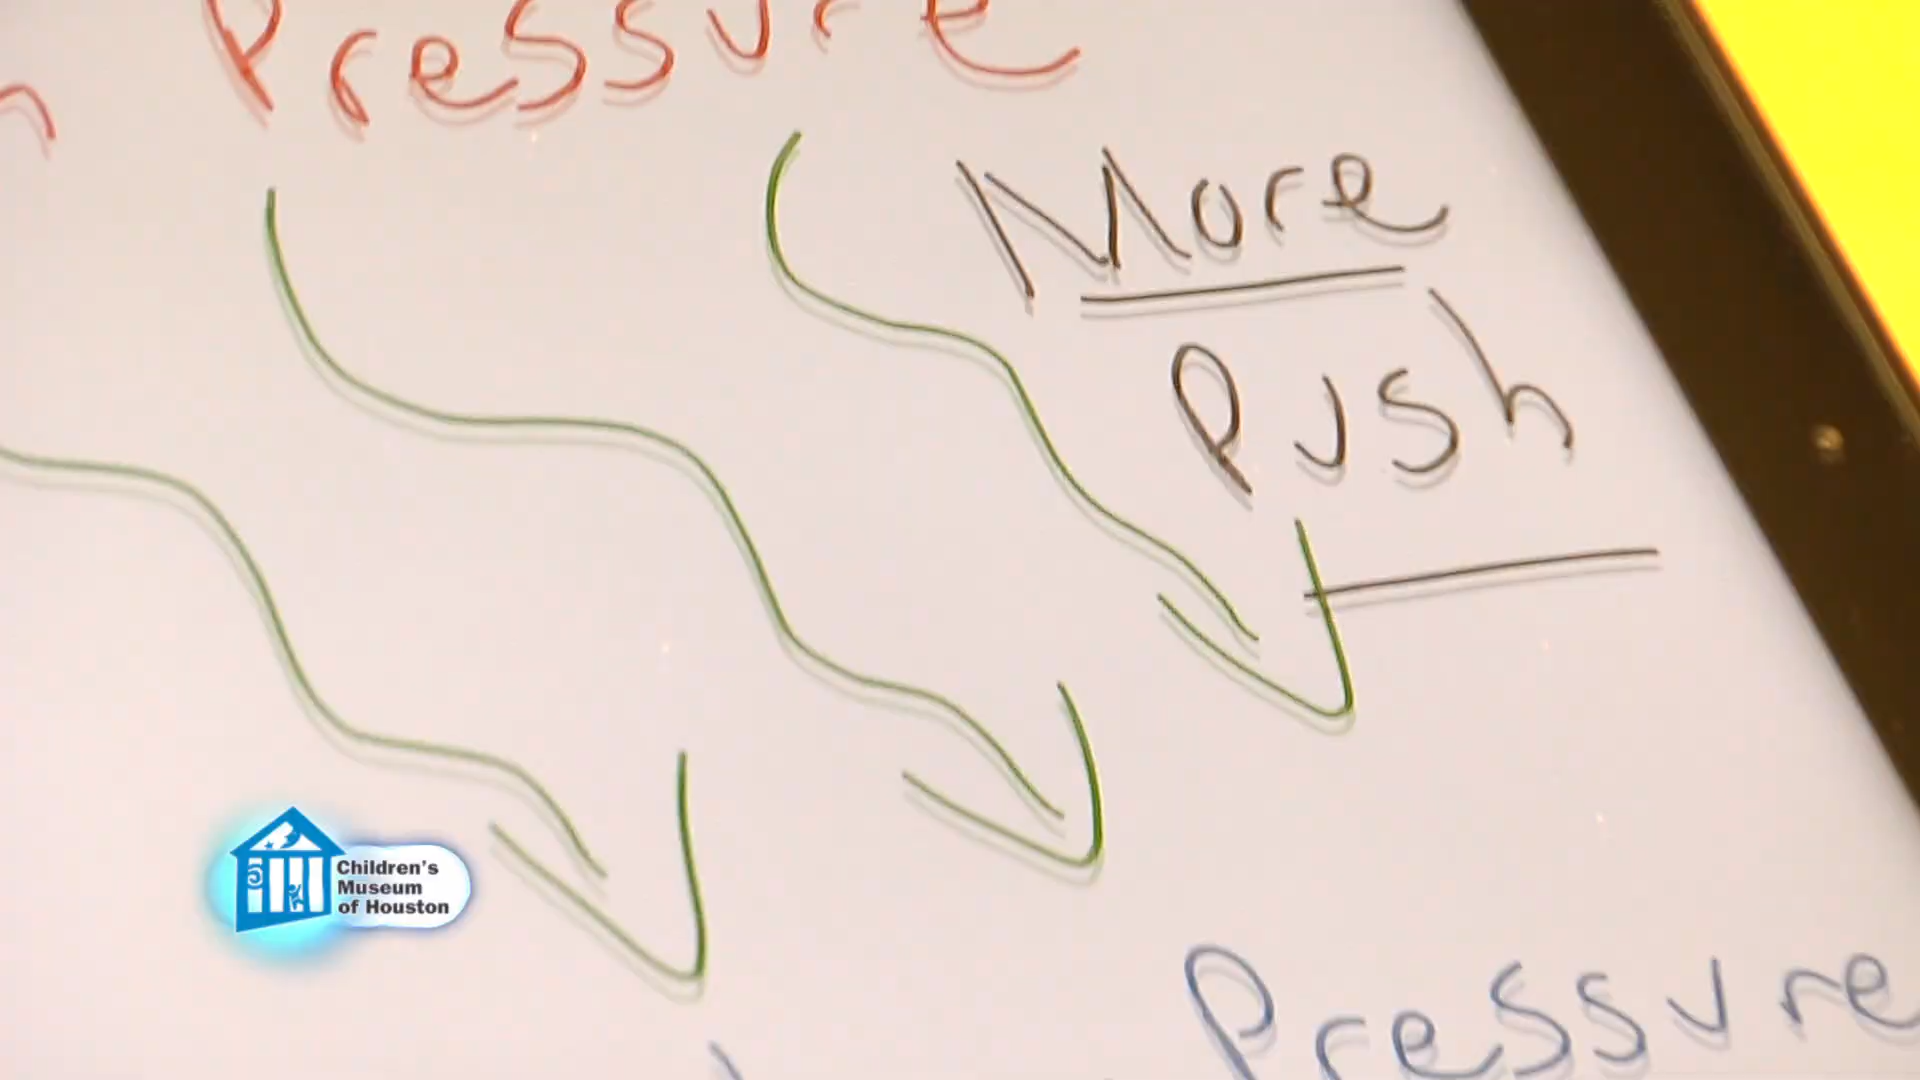 Pressure
More
Push
Children's
Museum
of Houston
Pressure